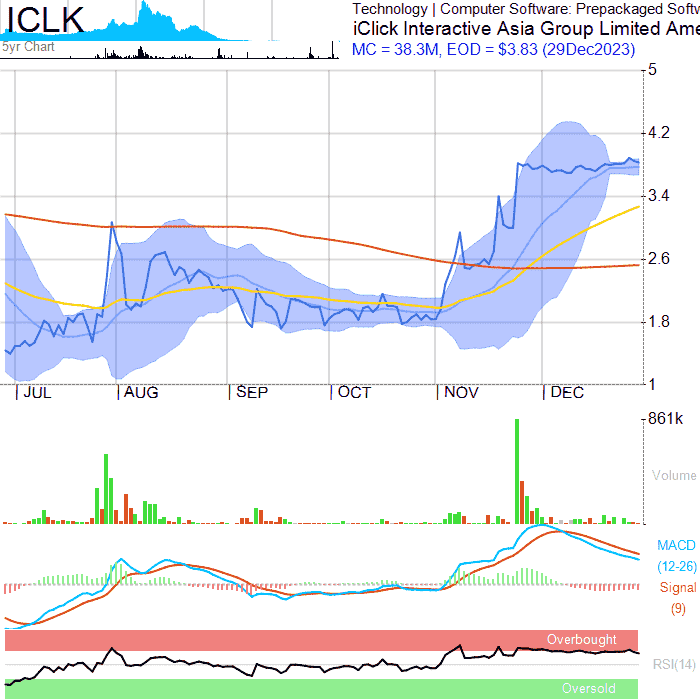 ICLK
5yr Chart
Technology | Computer Software: Prepackaged Softw
iClick Interactive Asia Group Limited Ame
MC = 38.3M, EOD = $3.83 (29Dec2023)
5
4.2
3.4
2.6
1.8
1
JUL AUG SEP OCT NOV DEC
861k
Volume
MACD
(12-26)
Signal
(9)
Overbought
RSI(14)
Oversold